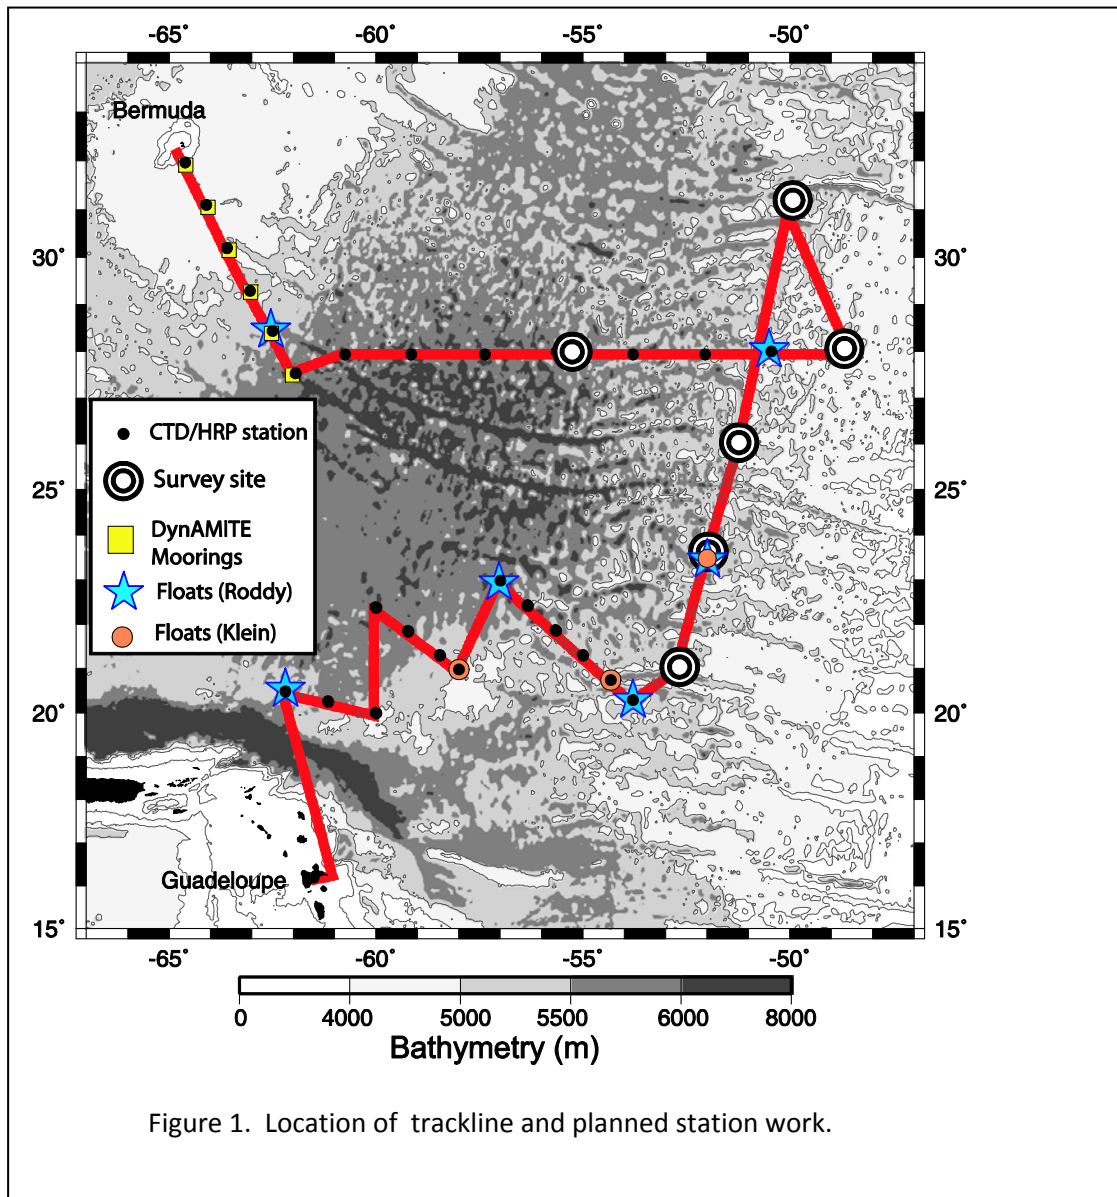 -65° -60° -55° -50°
Bermuda
30° 30°
CTD/HRP station
Survey site
DynAMITE
Moorings
Floats (Roddy)
Floats (Klein)
25° 25°
20° 20°
Guadeloupe
15° 15°
-65° -60° -55° -50°
0 4000 5000 5500 6000 8000
Bathymetry (m)
Figure 1. Location of trackline and planned station work.